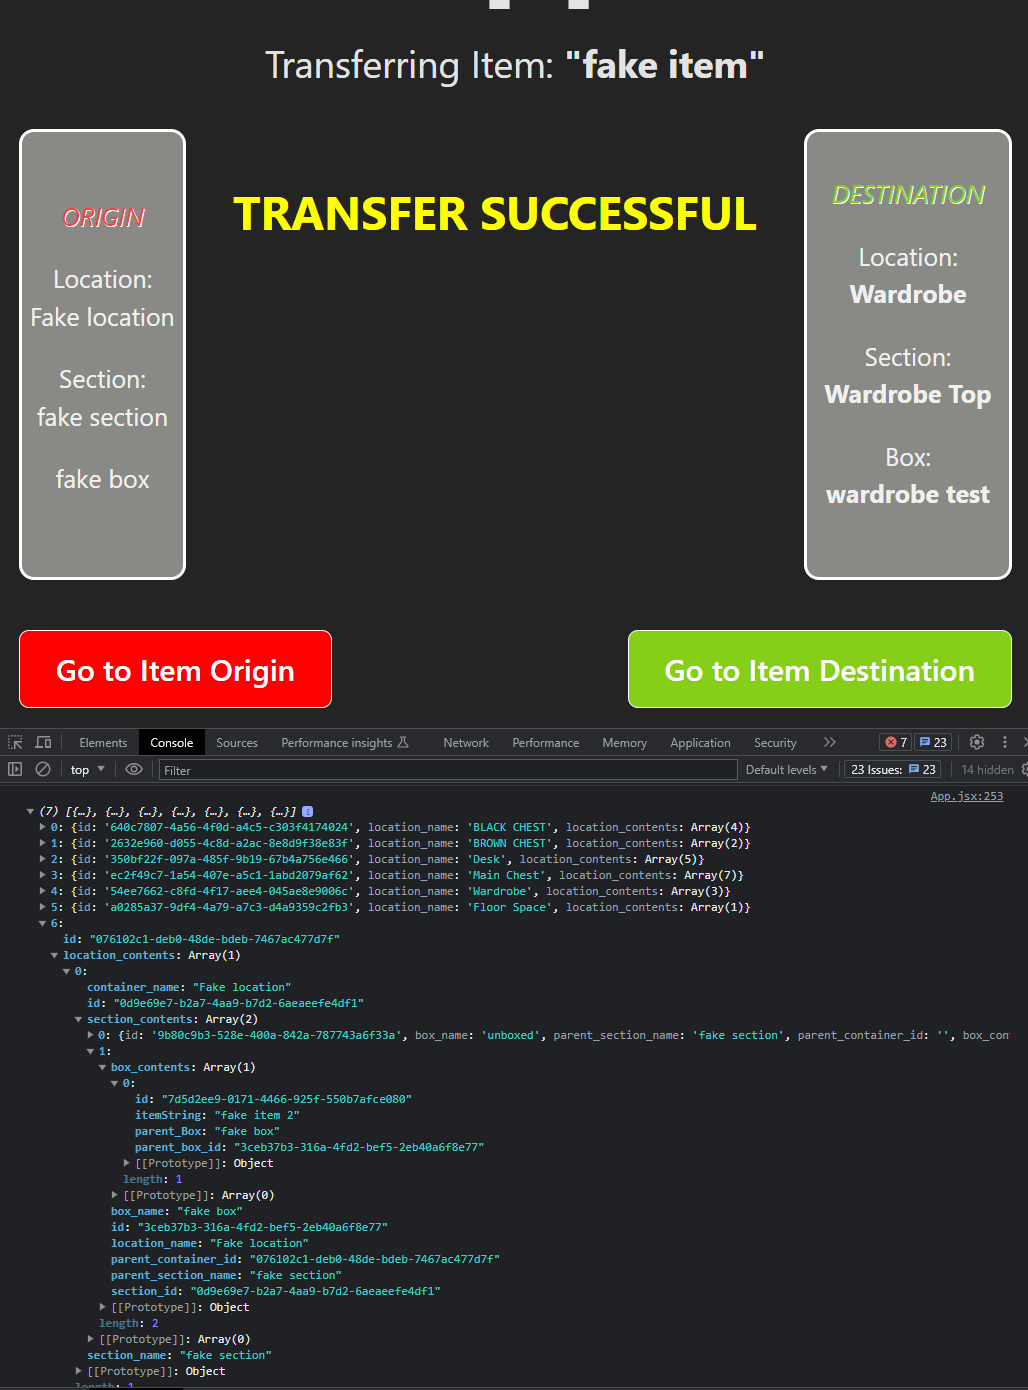 Transferring Item: "fake item"
ORIGIN
Location:
Fake location
Section:
fake section
fake box
TRANSFER SUCCESSFUL
DESTINATION
Location:
Wardrobe
Section:
Wardrobe Top
Box:
wardrobe test
Go to Item Origin
Go to Item Destination
Elements Console Sources Performance insights Network Performance Memory Application Security 7 23
top Filter Default levels 23 Issues: 23 14 hidden
App.jsx:253
(7) [{…}, {…}, {…}, {…}, {…}, {…}, {…}] i
0: {id: '640c7807-4a56-4f0d-a4c5-c303f4174024', location_name: 'BLACK CHEST', location_contents: Array(4)}
1: {id: '2632e960-d055-4c8d-a2ac-8e8d9f38e83f', location_name: 'BROWN CHEST', location_contents: Array(2)}
2: {id: '350bf22f-097a-485f-9b19-67b4a756e466', location_name: 'Desk', location_contents: Array(5)}
3: {id: 'ec2f49c7-1a54-407e-a5c1-1abd2079af62', location_name: 'Main Chest', location_contents: Array(7)}
4: {id: '54ee7662-c8fd-4f17-aee4-045ae8e9006c', location_name: 'Wardrobe', location_contents: Array(3)}
5: {id: 'a0285a37-9df4-4a79-a7c3-d4a9359c2fb3', location_name: 'Floor Space', location_contents: Array(1)}
6:
id: "076102c1-deb0-48de-bdeb-7467ac477d7f"
location_contents: Array(1)
0:
container_name: "Fake location"
id: "0d9e69e7-b2a7-4aa9-b7d2-6aeaeefe4df1"
section_contents: Array(2)
0: {id: '9b80c9b3-528e-400a-842a-787743a6f33a', box_name: 'unboxed', parent_section_name: 'fake section', parent_container_id: '', box_con
1:
box_contents: Array(1)
0:
id: "7d5d2ee9-0171-4466-925f-550b7afce080"
itemString: "fake item 2"
parent_Box: "fake box"
parent_box_id: "3ceb37b3-316a-4fd2-bef5-2eb40a6f8e77"
[[Prototype]]: Object
length: 1
[[Prototype]]: Array(0)
box_name: "fake box"
id: "3ceb37b3-316a-4fd2-bef5-2eb40a6f8e77"
location_name: "Fake location"
parent_container_id: "076102c1-deb0-48de-bdeb-7467ac477d7f"
parent_section_name: "fake section"
section_id: "0d9e69e7-b2a7-4aa9-b7d2-6aeaeefe4df1"
[[Prototype]]: Object
length: 2
[[Prototype]]: Array(0)
section_name: "fake section"
[[Prototype]]: Object
length: 1